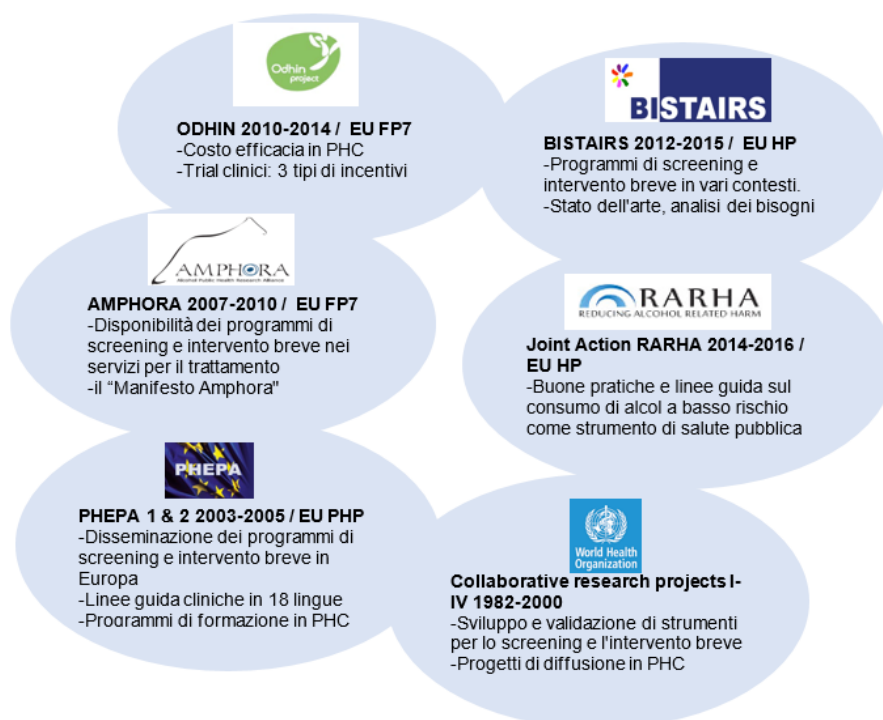 Odhin
project
ODHIN 2010-2014 / EU FP7
-Costo efficacia in PHC
-Trial clinici: 3 tipi di incentivi
BISTAIRS
BISTAIRS 2012-2015 / EU HP
-Programmi di screening e
intervento breve in vari contesti.
-Stato dell'arte, analisi dei bisogni
AMPHORA
Alcohol Public Health Research Alliance
AMPHORA 2007-2010 / EU FP7
-Disponibilità dei programmi di
screening e intervento breve nei
servizi per il trattamento
-il “Manifesto Amphora"
RARHA
REDUCING ALCOHOL RELATED HARM
Joint Action RARHA 2014-2016 /
EU HP
-Buone pratiche e linee guida sul
consumo di alcol a basso rischio
come strumento di salute pubblica
PHEPA
PHEPA 1 & 2 2003-2005 / EU PHP
-Disseminazione dei programmi di
screening e intervento breve in
Europa
-Linee guida cliniche in 18 lingue
-Programmi di formazione in PHC
World Health
Organization
Collaborative research projects I-
IV 1982-2000
-Sviluppo e validazione di strumenti
per lo screening e l'intervento breve
-Progetti di diffusione in PHC